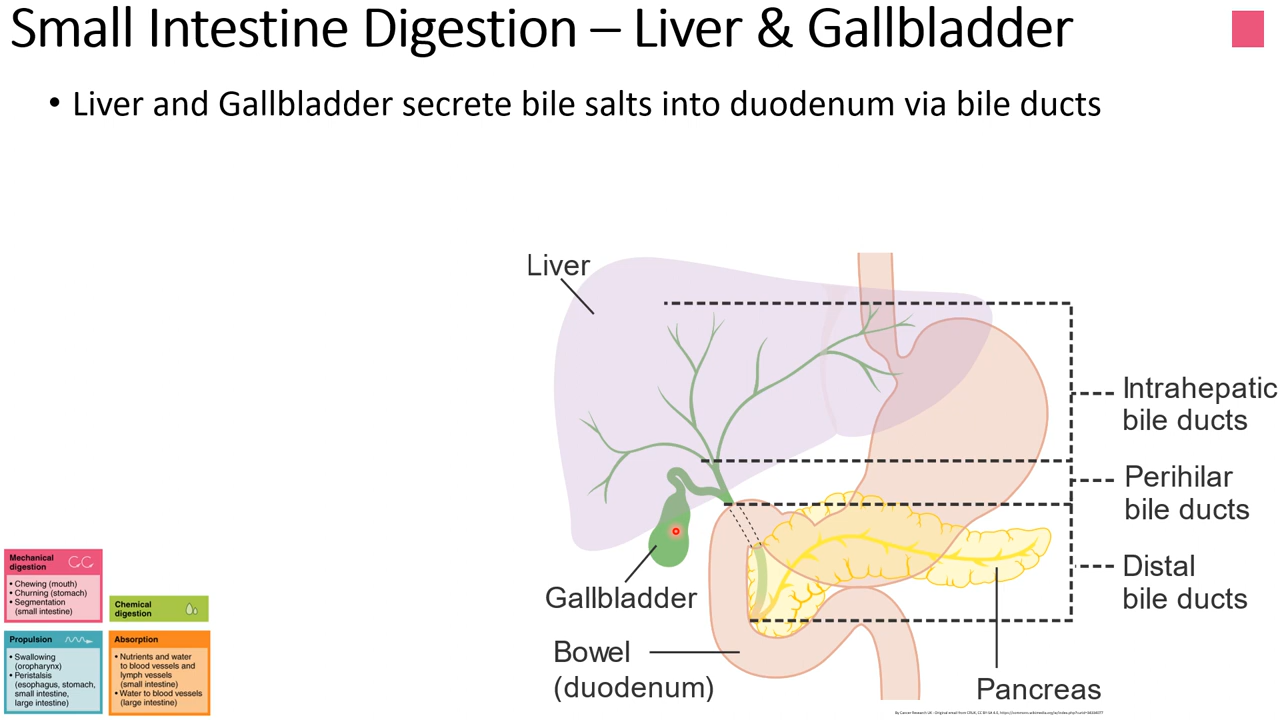 Small Intestine Digestion – Liver & Gallbladder
• Liver and Gallbladder secrete bile salts into duodenum via bile ducts
Liver
Intrahepatic
bile ducts
Perihilar
bile ducts
Distal
bile ducts
Gallbladder
Bowel
(duodenum)
Pancreas
Mechanical
digestion
• Chewing (mouth)
• Churning (stomach)
• Segmentation
(small intestine)
Chemical
digestion
Propulsion
• Swallowing
(oropharynx)
• Peristalsis
(esophagus, stomach,
small intestine,
large intestine)
Absorption
• Nutrients and water
to blood vessels and
lymph vessels
(small intestine)
• Water to blood vessels
(large intestine)